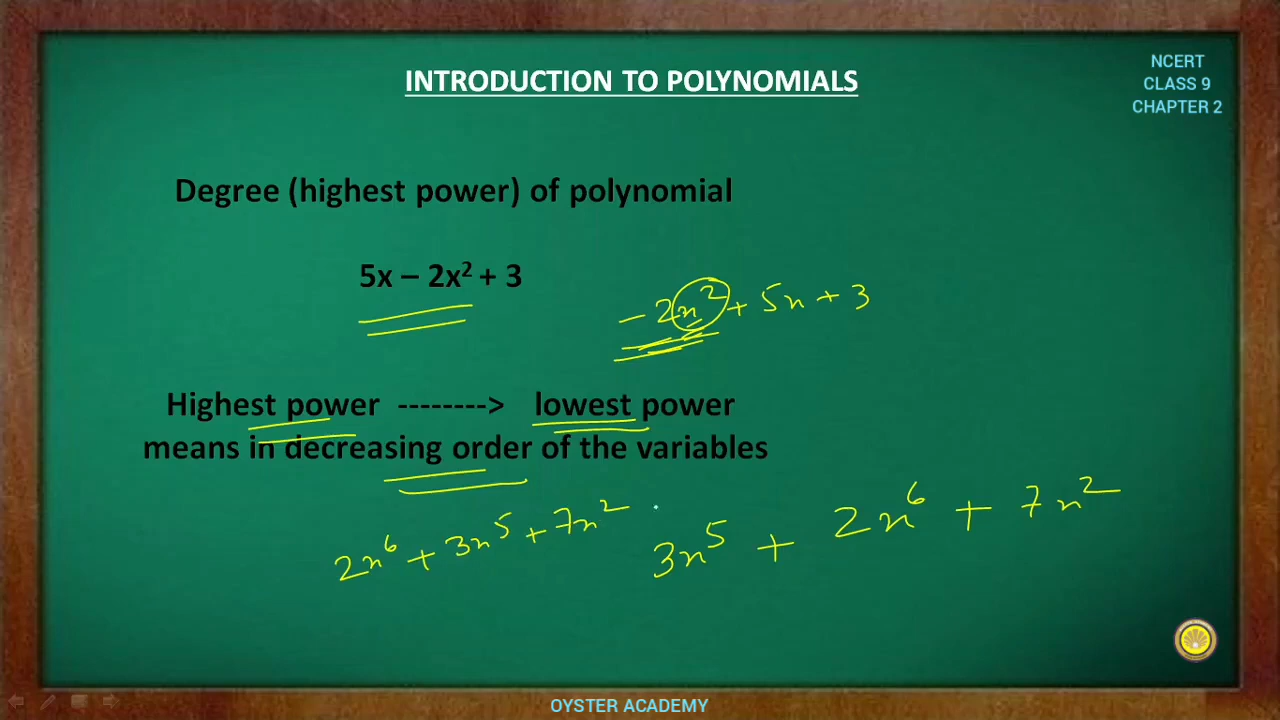 INTRODUCTION TO POLYNOMIALS
NCERT
CLASS 9
CHAPTER 2
Degree (highest power) of polynomial
5x – 2x² + 3
– 2x² + 5x + 3
Highest power --------> lowest power
means in decreasing order of the variables
2x⁶ + 3x⁵ + 7x²
3x⁵ + 2x⁶ + 7x²
OYSTER ACADEMY